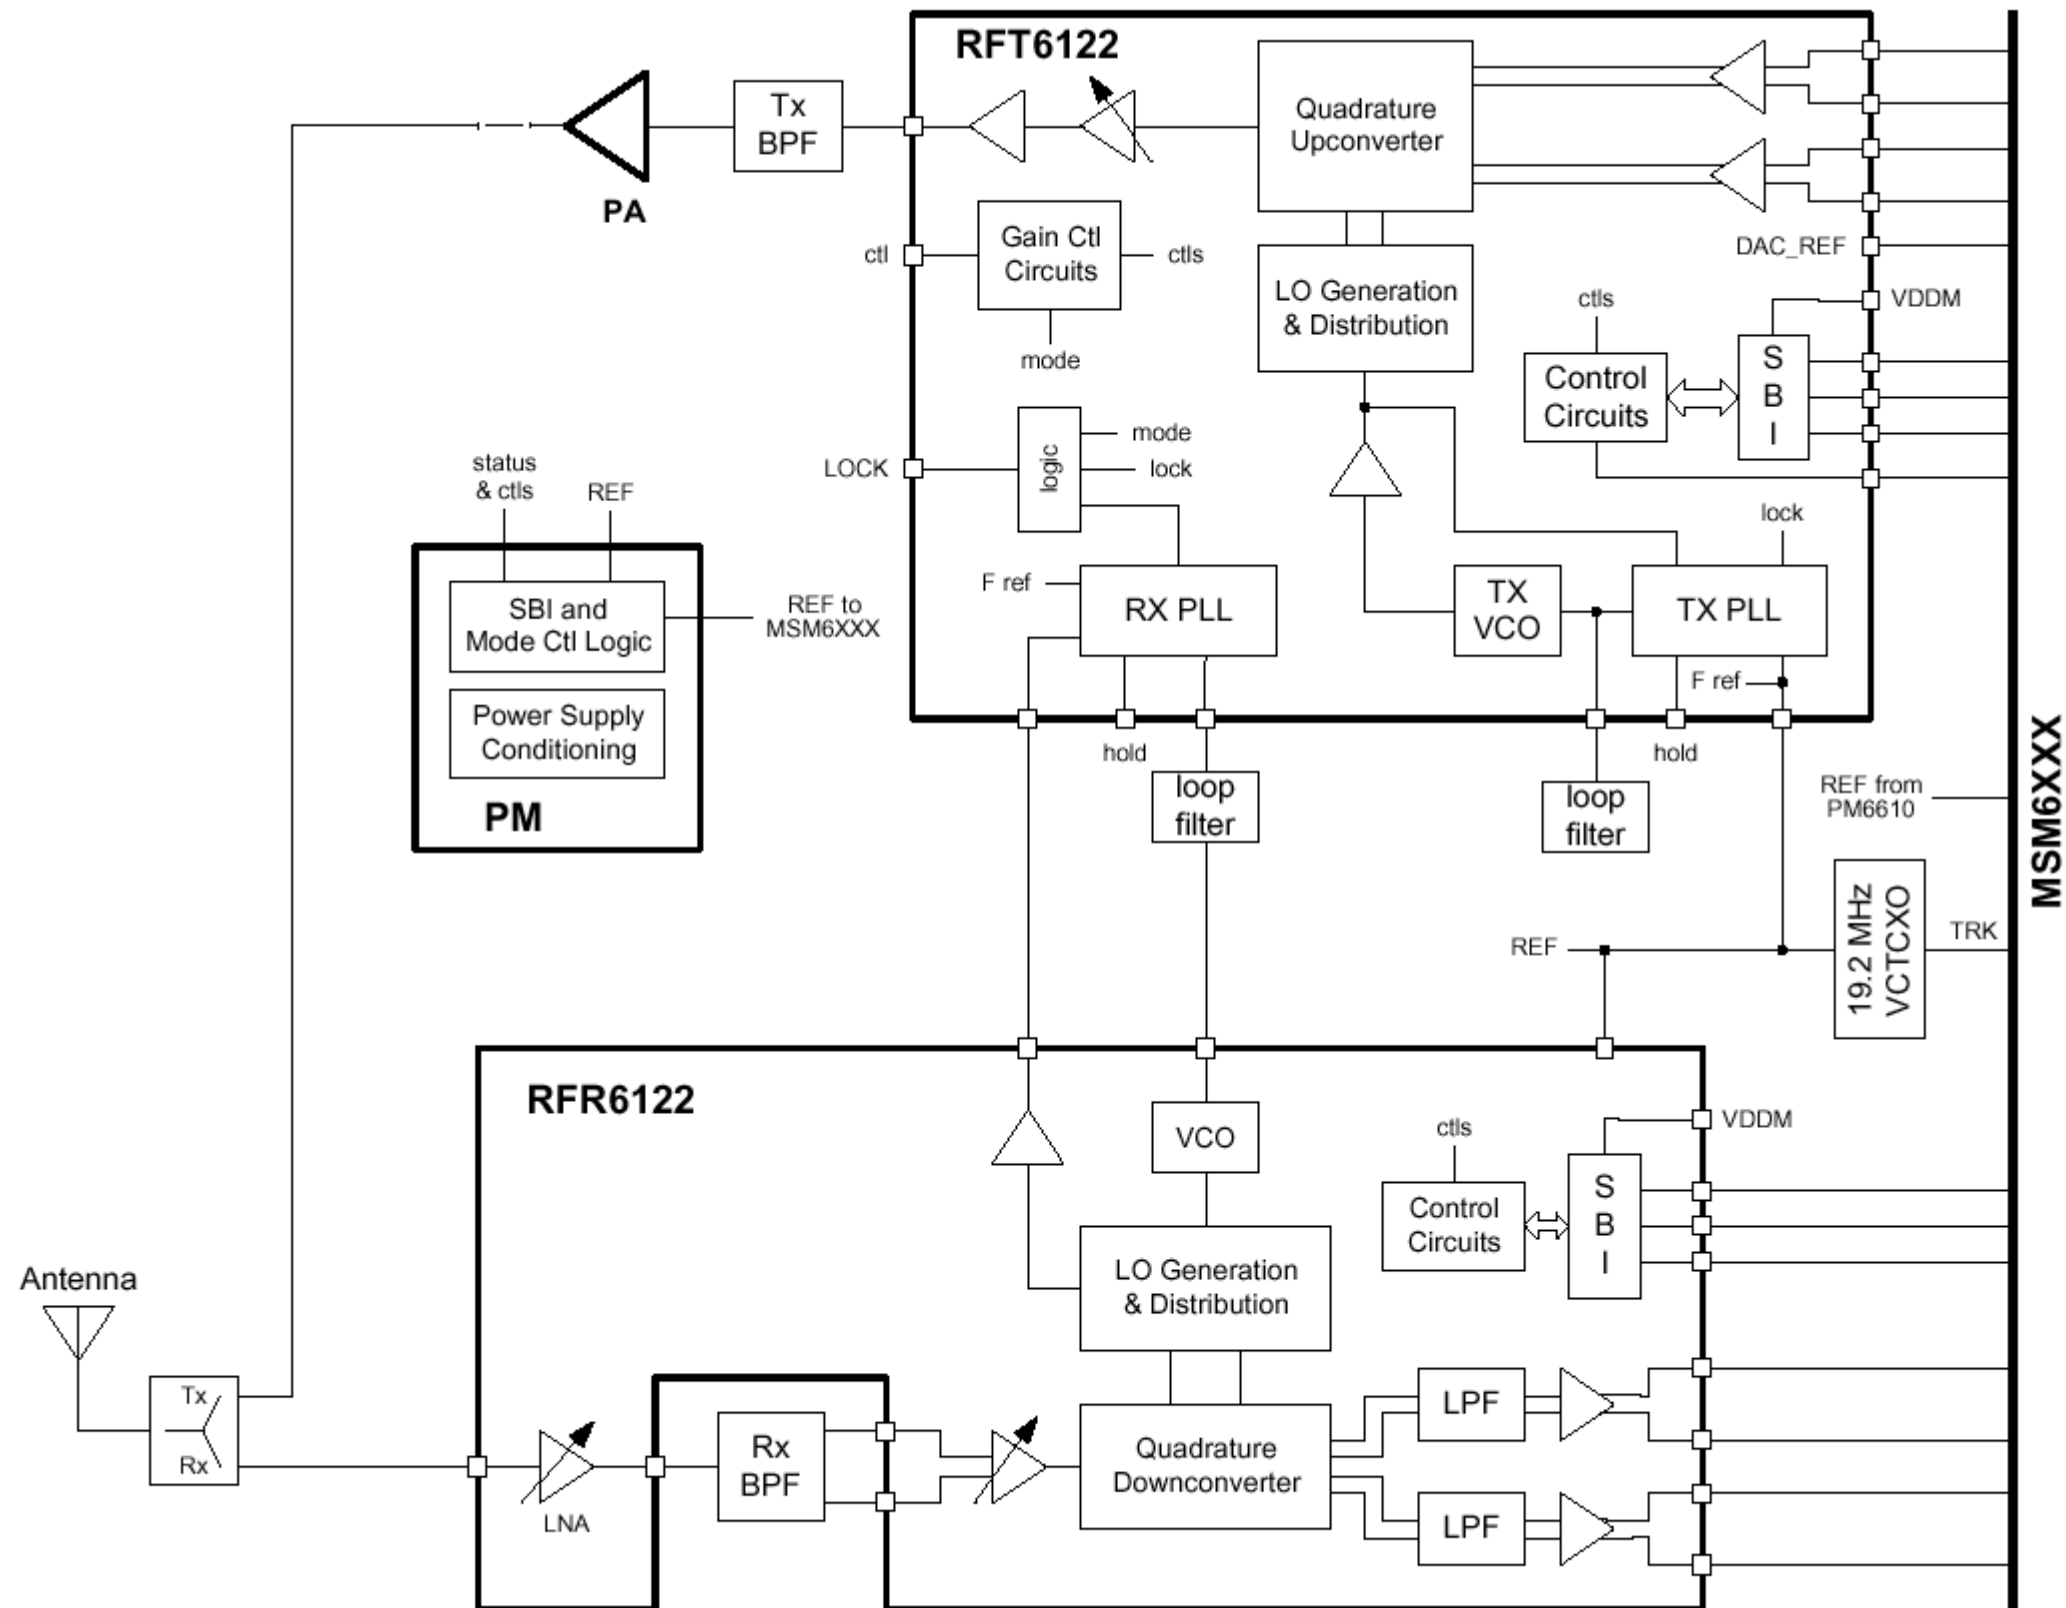 RFT6122
Tx
BPF
PA
Quadrature
Upconverter
Gain Ctl
Circuits
ctl
ctls
mode
LO Generation
& Distribution
DAC_REF
VDDM
ctls
Control
Circuits
S
B
I
LOCK
logic
mode
lock
status
& ctls
REF
SBI and
Mode Ctl Logic
REF to
MSM6XXX
Power Supply
Conditioning
PM
F ref
RX PLL
TX
VCO
TX PLL
lock
F ref
hold
loop
filter
hold
loop
filter
REF from
PM6610
MSM6XXX
REF
19.2 MHz
VCTCXO
TRK
RFR6122
VCO
VDDM
ctls
Control
Circuits
S
B
I
LO Generation
& Distribution
Antenna
Tx
Rx
LNA
Rx
BPF
Quadrature
Downconverter
LPF
LPF